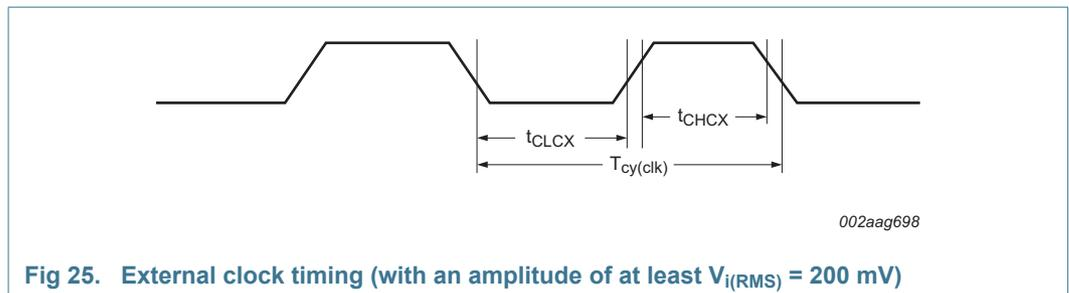 tCHCX
tCLCX
Tcy(clk)
002aag698
Fig 25. External clock timing (with an amplitude of at least Vi(RMS) = 200 mV)